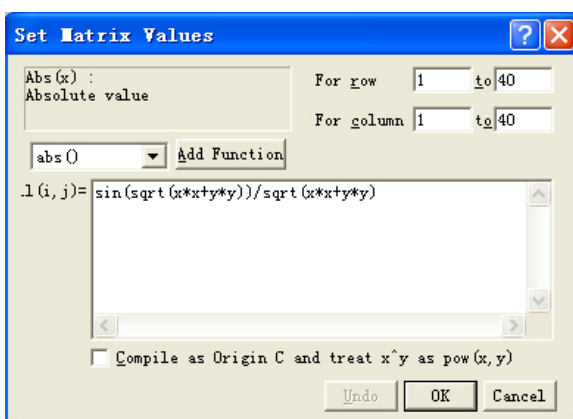 Set Matrix Values
Abs(x) :
Absolute value
For row 1 to 40
For column 1 to 40
abs() Add Function
.l(i,j)= sin(sqrt(x*x+y*y))/sqrt(x*x+y*y)
Compile as Origin C and treat x^y as pow(x,y)
Undo OK Cancel